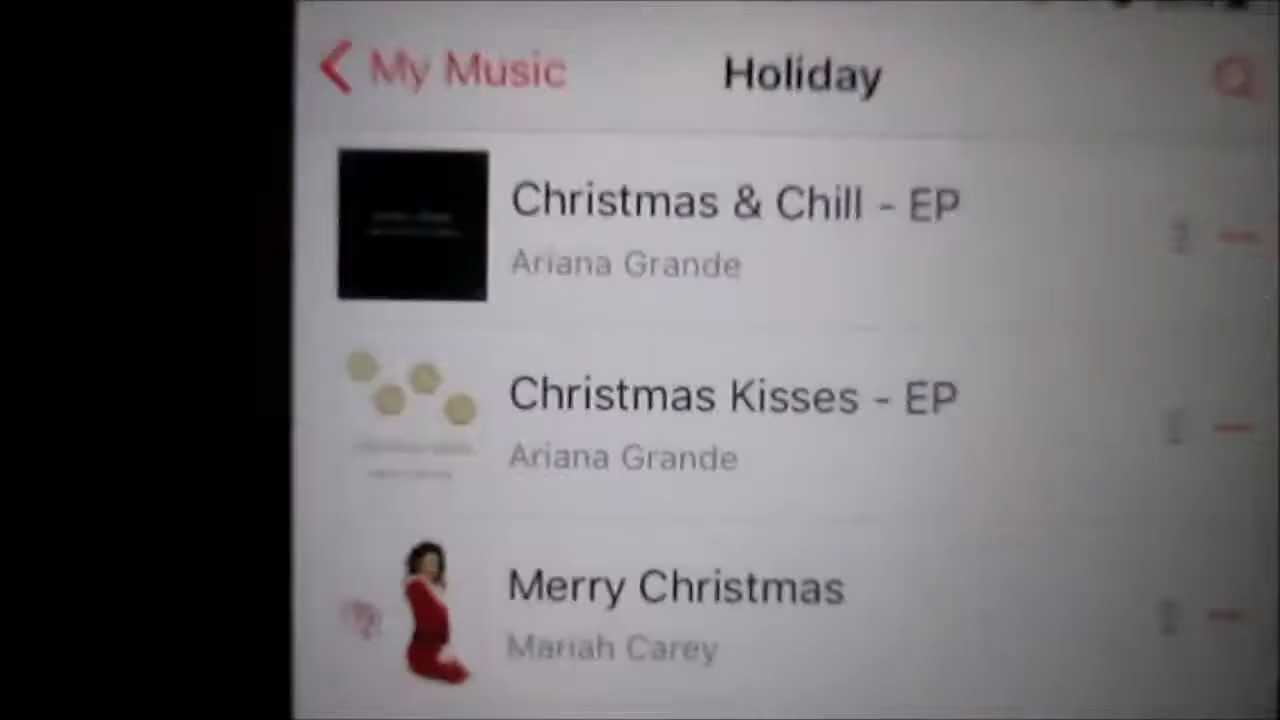 My Music
Holiday
Christmas & Chill - EP
Ariana Grande
Christmas Kisses - EP
Ariana Grande
Merry Christmas
Mariah Carey